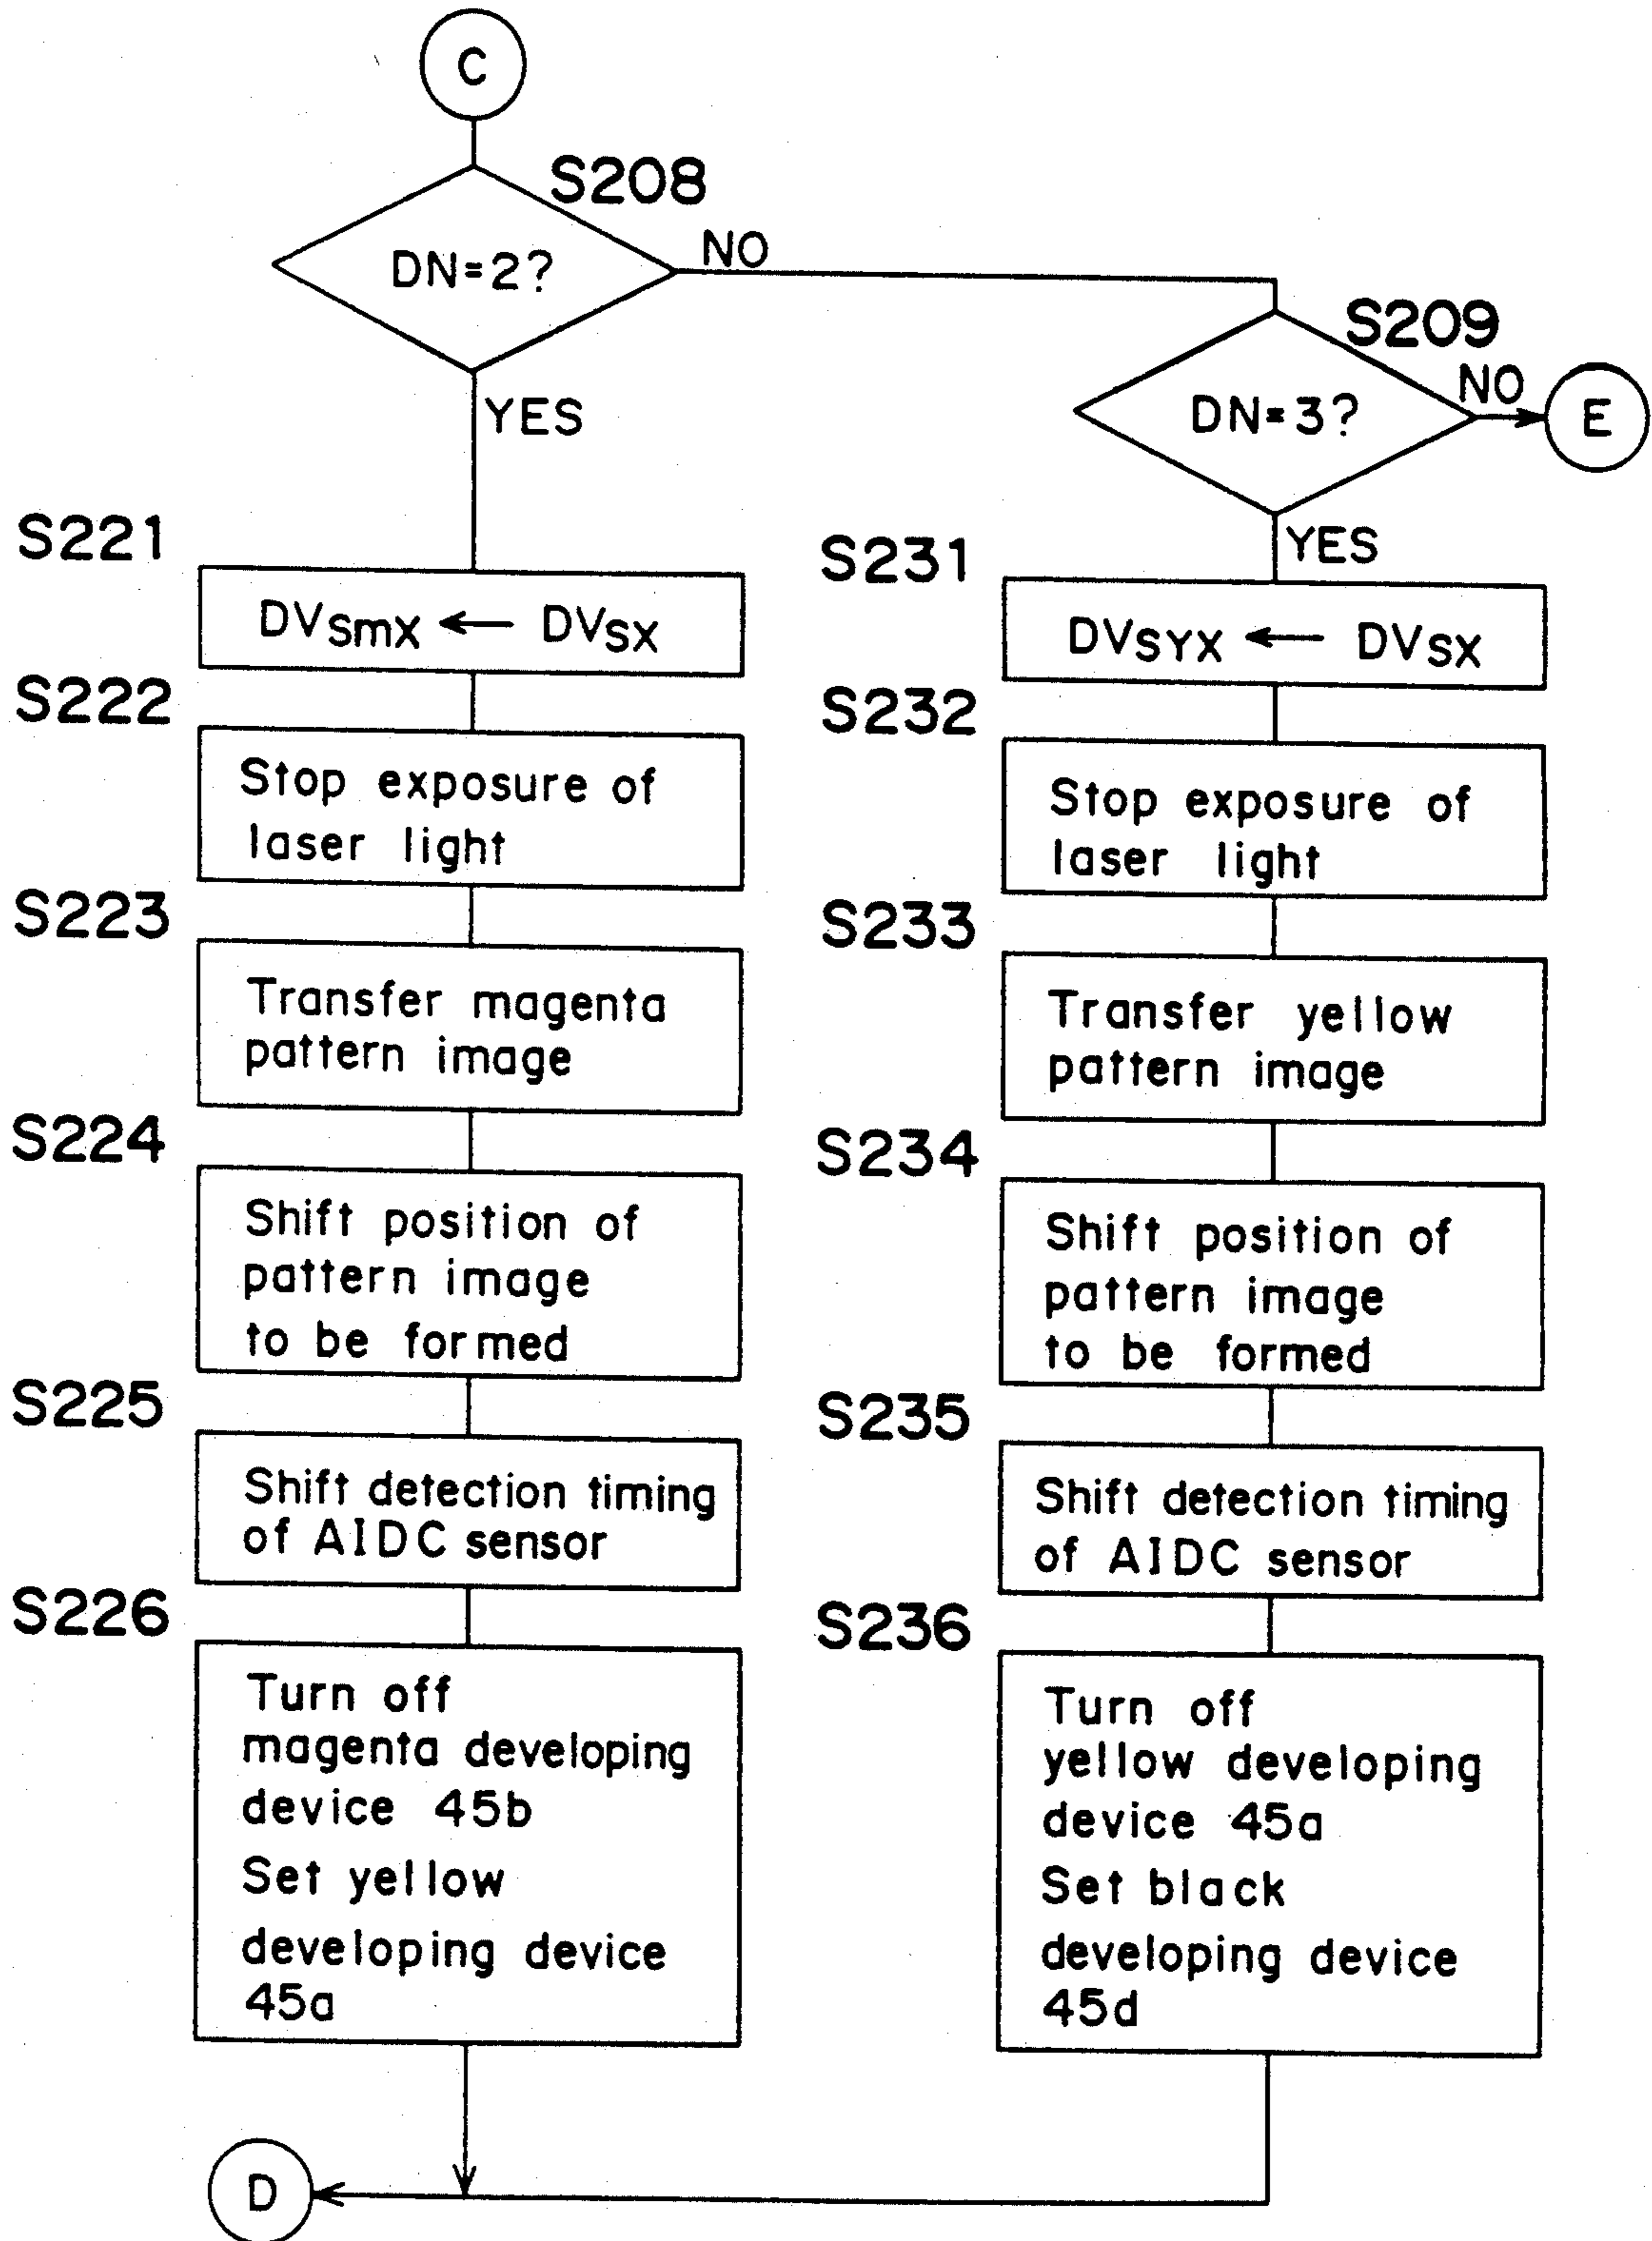 C
S208
DN=2?
NO
YES
S209
DN=3?
NO
E
YES
S221
DVSmX ← DVSX
S222
Stop exposure of
laser light
S223
Transfer magenta
pattern image
S224
Shift position of
pattern image
to be formed
S225
Shift detection timing
of AIDC sensor
S226
Turn off
magenta developing
device 45b
Set yellow
developing device
45a
S231
DVSYX ← DVSX
S232
Stop exposure of
laser light
S233
Transfer yellow
pattern image
S234
Shift position of
pattern image
to be formed
S235
Shift detection timing
of AIDC sensor
S236
Turn off
yellow developing
device 45a
Set black
developing device
45d
D